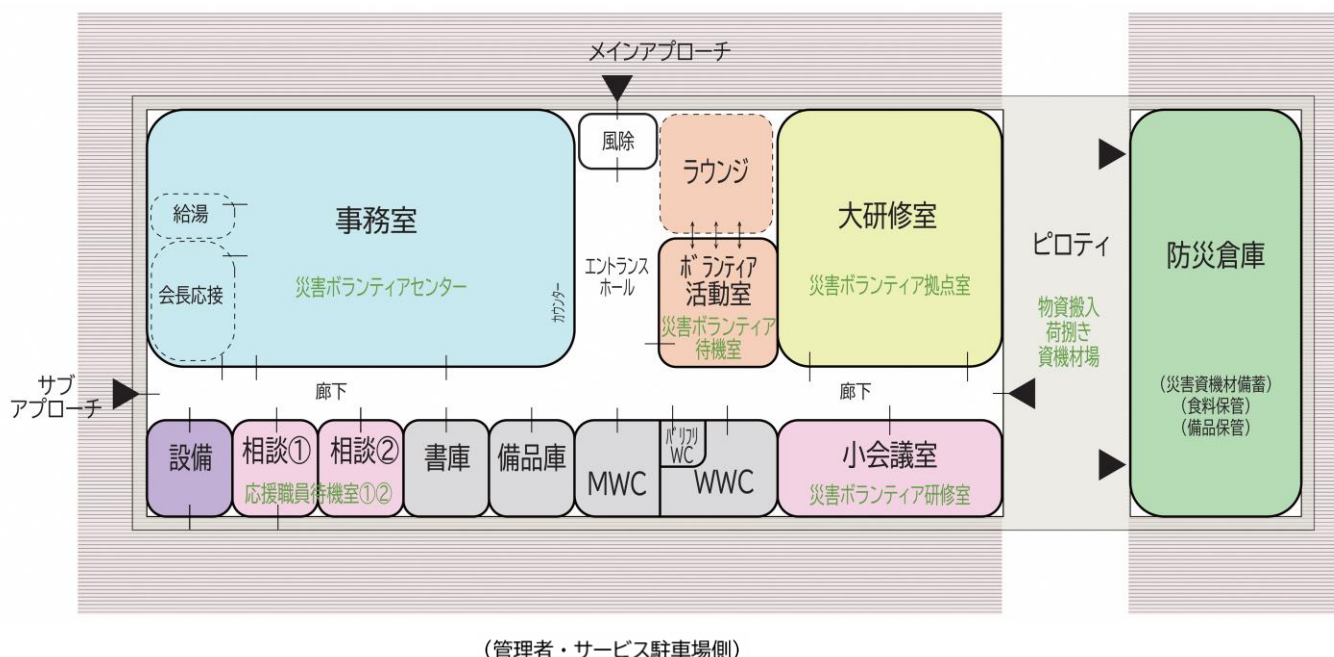 メインアプローチ
風除
ラウンジ
給湯
事務室
大研修室
ピロティ
防災倉庫
会長応接
災害ボランティアセンター
カウンター
エントランス
ホール
ボランティア
活動室
災害ボランティア
待機室
災害ボランティア拠点室
物資搬入
荷捌き
資機材場
サブ
アプローチ
廊下
廊下
(災害資機材備蓄)
(食料保管)
(備品保管)
設備
相談①
相談②
応援職員待機室①②
書庫
備品庫
MWC
バリフリ
WC
WWC
小会議室
災害ボランティア研修室
(管理者・サービス駐車場側)